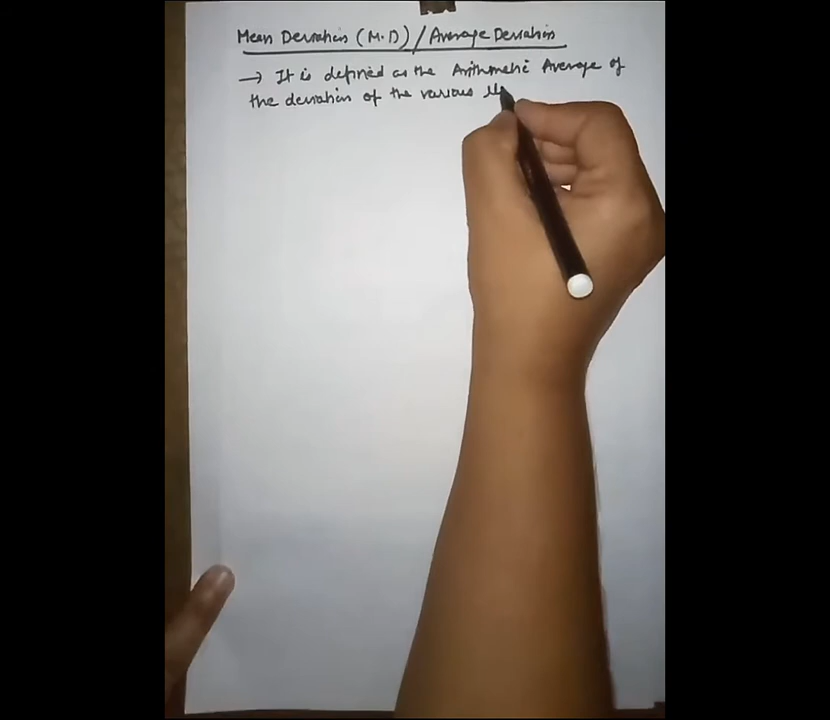 Mean Deviation (M.D) / Average Deviation
→ It is defined as the Arithmetic Average of
the deviation of the various